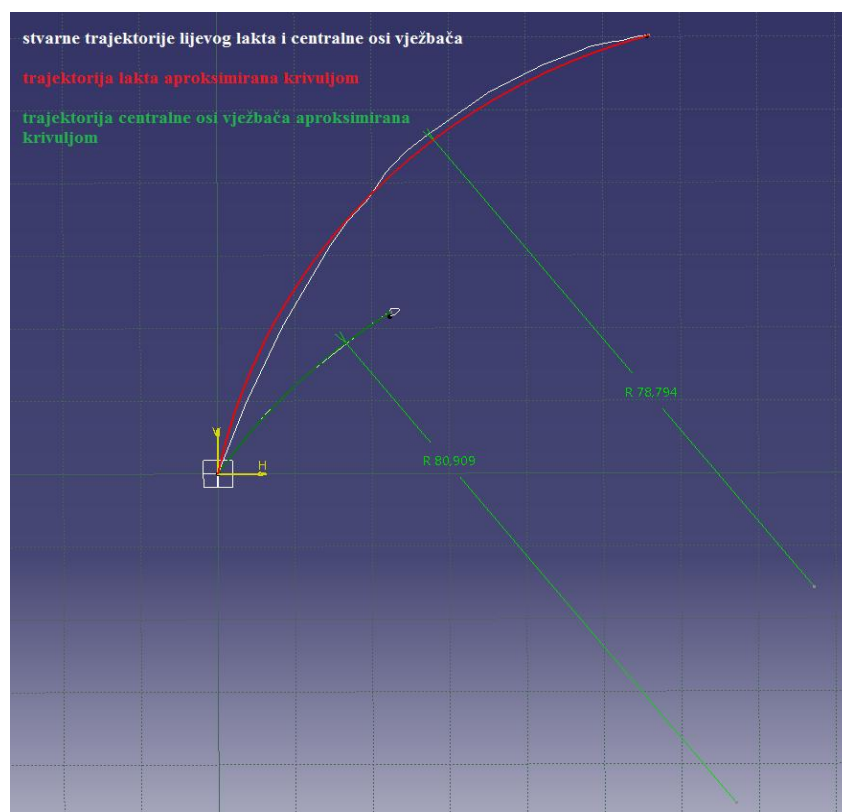 stvarne trajektorije lijevog lakta i centralne osi vježbača
trajektorija lakta aproksimirana krivuljom
trajektorija centralne osi vježbača aproksimirana
krivuljom
R 78,794
V
H
R 80,909